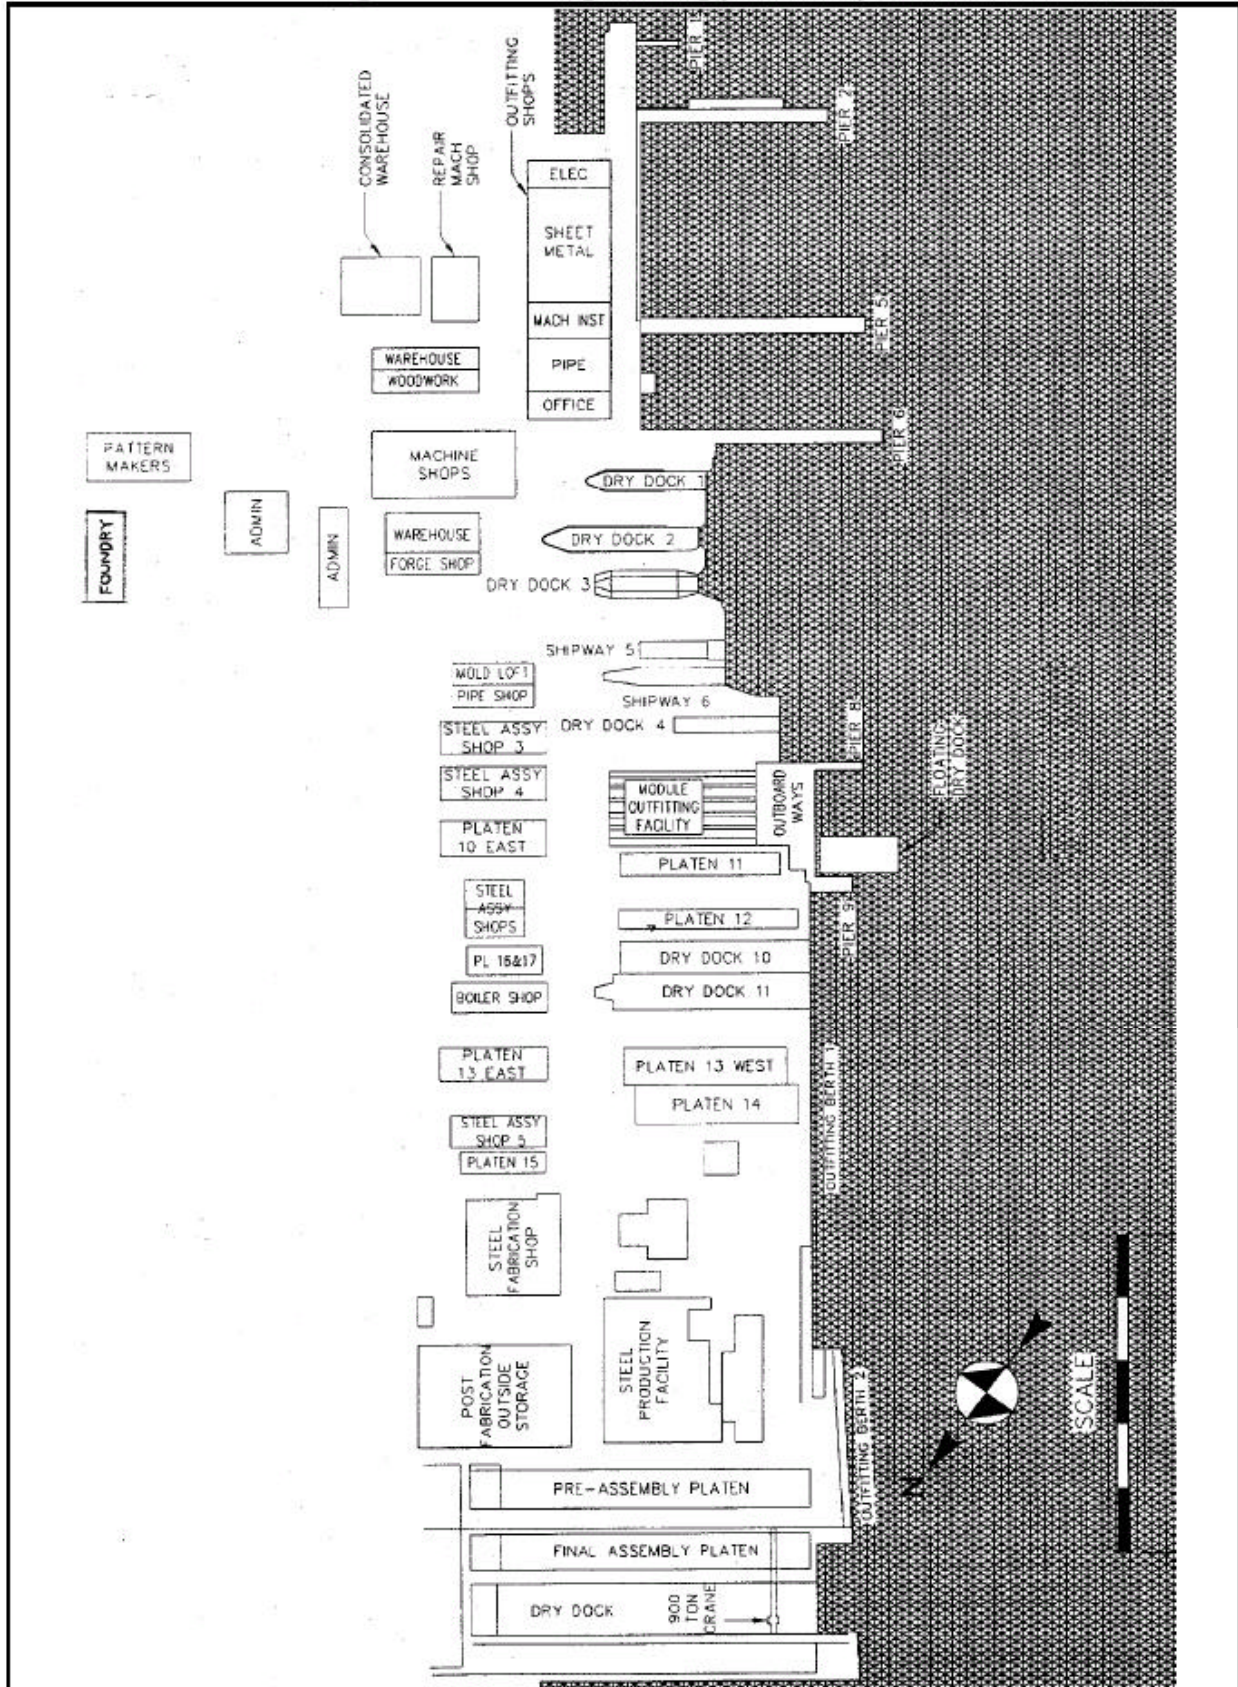 PIER 1
OUTFITTING
SHOPS
CONSOLIDATED
WAREHOUSE
REPAIR
MACH
SHOP
PIER 2
ELEC
SHEET
METAL
MACH INST
PIPE
OFFICE
PIER 5
WAREHOUSE
WOODWORK
PIER 6
PATTERN
MAKERS
MACHINE
SHOPS
DRY DOCK 1
FOUNDRY
ADMIN
ADMIN
WAREHOUSE
FORGE SHOP
DRY DOCK 2
DRY DOCK 3
SHIPWAY 5
MOLD LOFT
PIPE SHOP
SHIPWAY 6
STEEL ASSY
SHOP 3
DRY DOCK 4
PIER 8
FLOATING
DRY DOCK
STEEL ASSY
SHOP 4
MODULE
OUTFITTING
FACILITY
OUTBOARD
WAYS
PLATEN
10 EAST
PLATEN 11
STEEL
ASSY
SHOPS
PLATEN 12
PIER 9
PL 16&17
DRY DOCK 10
BOILER SHOP
DRY DOCK 11
PLATEN
13 EAST
PLATEN 13 WEST
PLATEN 14
OUTFITTING BERTH 1
STEEL ASSY
SHOP 5
PLATEN 15
STEEL
FABRICATION
SHOP
POST
FABRICATION
OUTSIDE
STORAGE
STEEL
PRODUCTION
FACILITY
OUTFITTING BERTH 2
N
SCALE
PRE-ASSEMBLY PLATEN
FINAL ASSEMBLY PLATEN
DRY DOCK
900
TON
CRANE